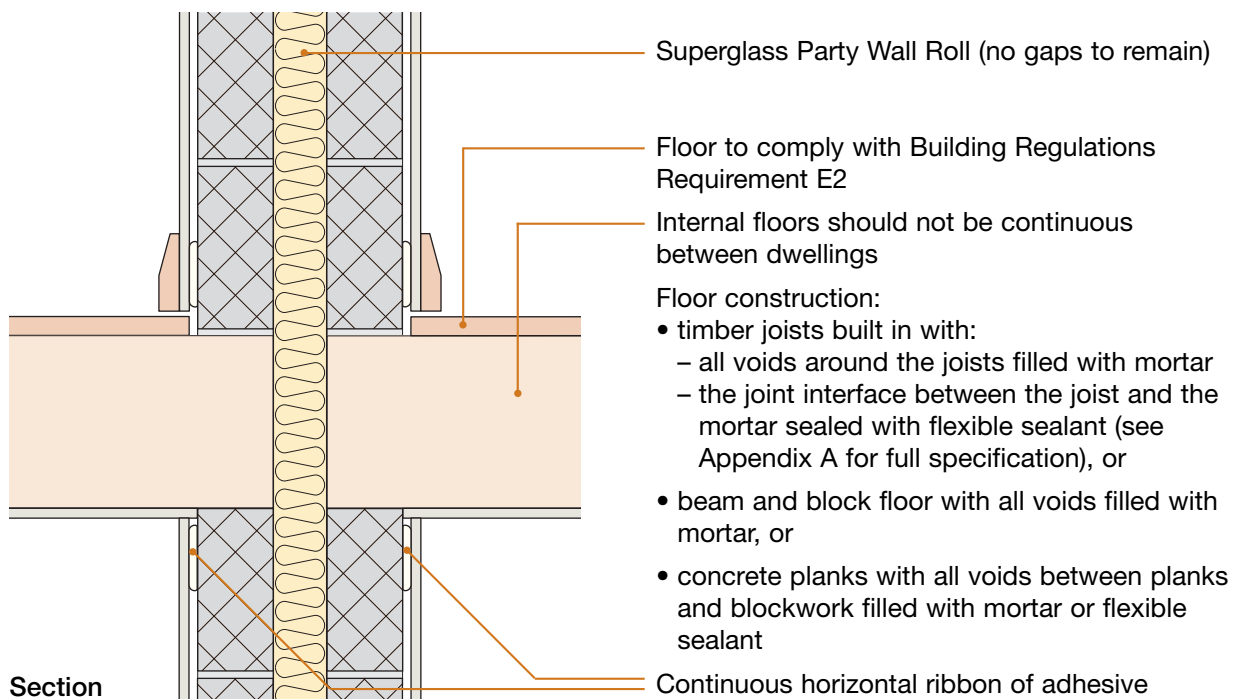 Superglass Party Wall Roll (no gaps to remain)
Floor to comply with Building Regulations
Requirement E2
Internal floors should not be continuous
between dwellings
Floor construction:
• timber joists built in with:
– all voids around the joists filled with mortar
– the joint interface between the joist and the
mortar sealed with flexible sealant (see
Appendix A for full specification), or
• beam and block floor with all voids filled with
mortar, or
• concrete planks with all voids between planks
and blockwork filled with mortar or flexible
sealant
Continuous horizontal ribbon of adhesive
Section